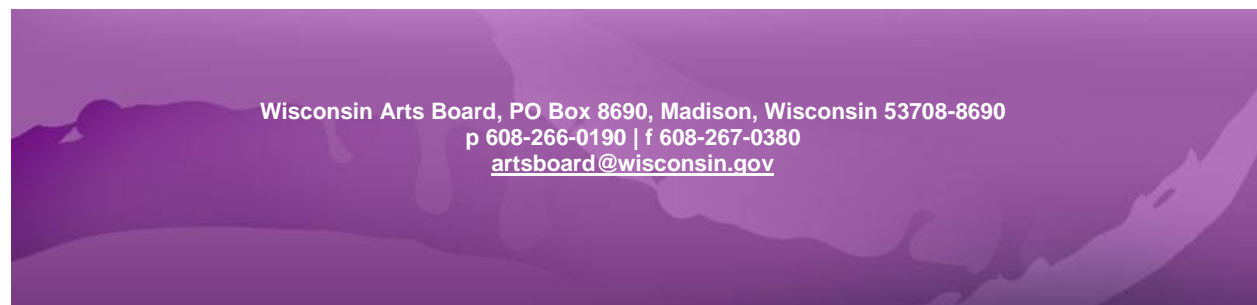 Wisconsin Arts Board, PO Box 8690, Madison, Wisconsin 53708-8690
p 608-266-0190 | f 608-267-0380
artsboard@wisconsin.gov